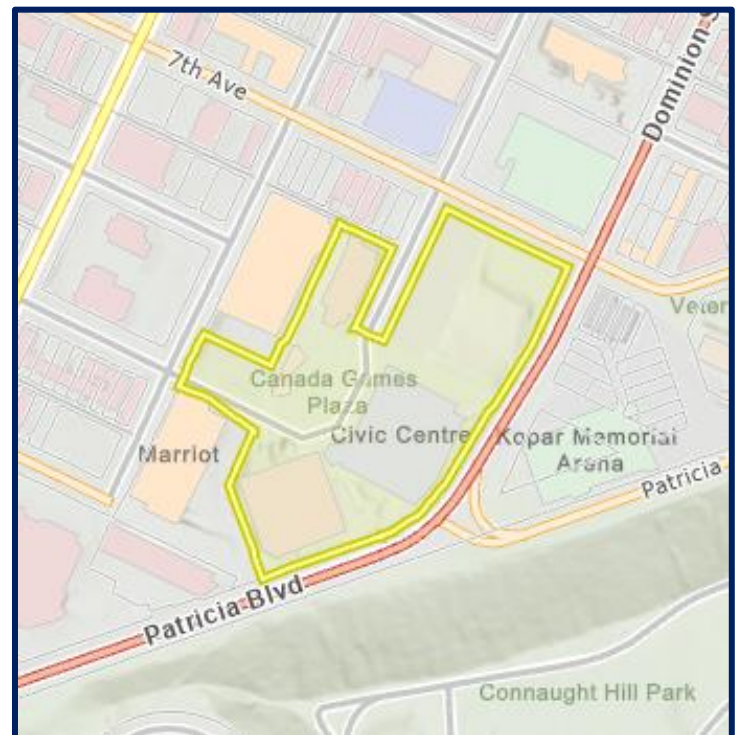 7th Ave
Dominion S
Veter
Canada Games
Plaza
Civic Centre
Kopar Memorial
Arena
Marriot
Patricia
Patricia Blvd
Connaught Hill Park